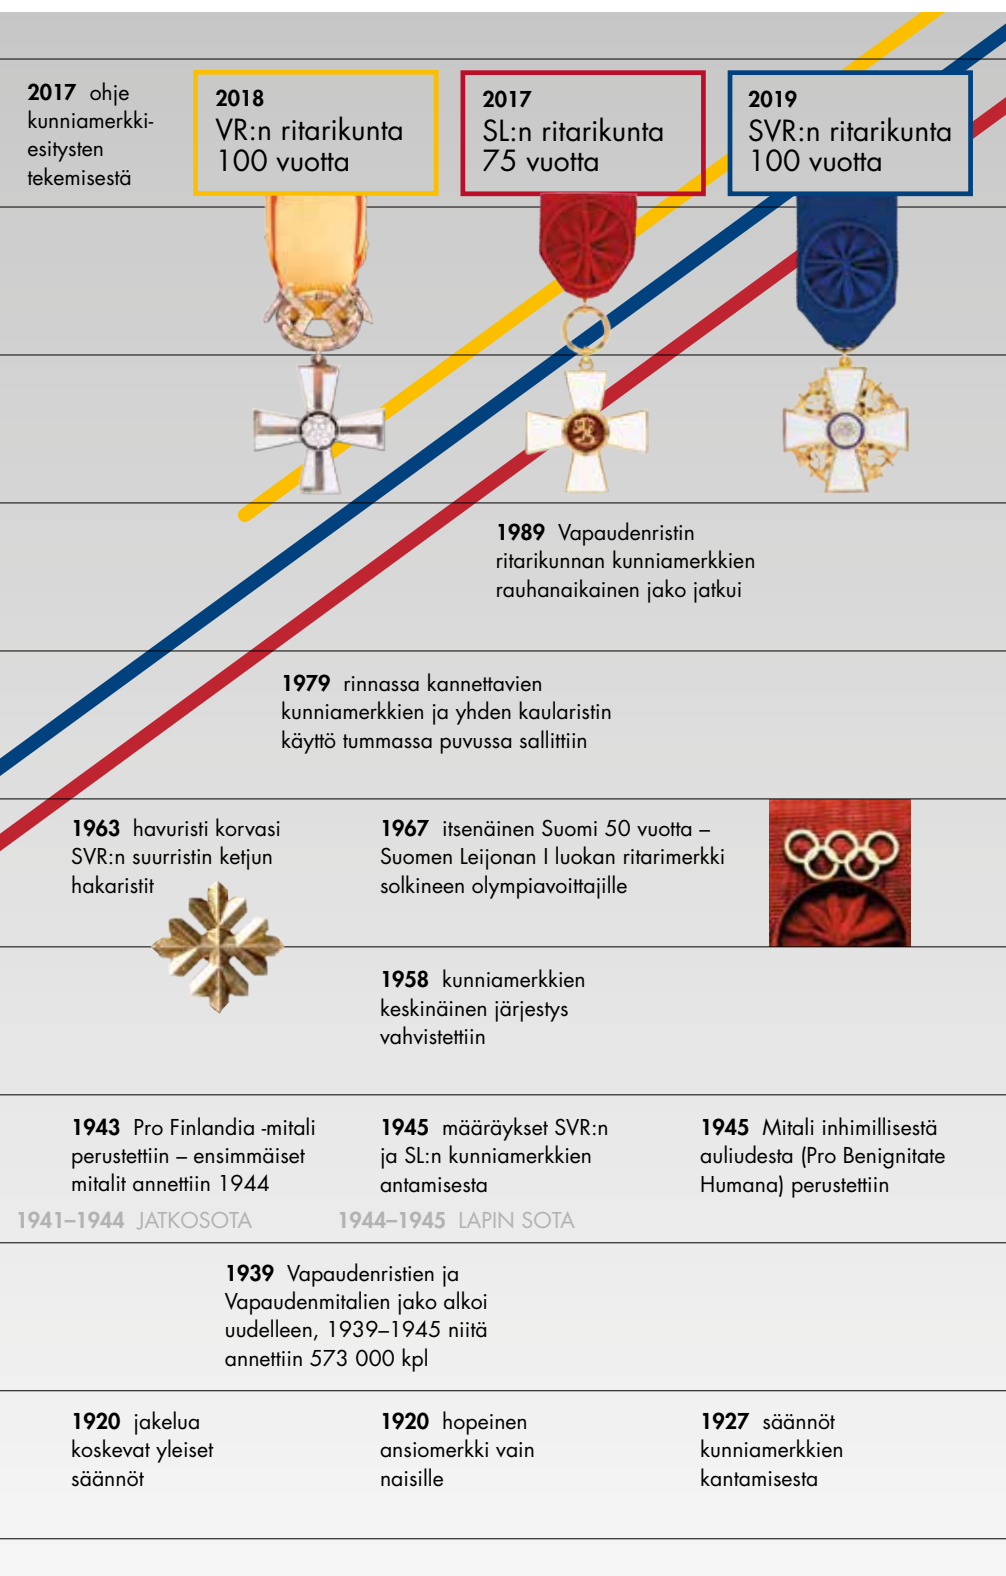 2017 ohje
kunniamerkki-
esitysten
tekemisestä
2018
VR:n ritarikunta
100 vuotta
2017
SL:n ritarikunta
75 vuotta
2019
SVR:n ritarikunta
100 vuotta
1989 Vapaudenristin
ritarikunnan kunniamerkkien
rauhanaikainen jako jatkui
1979 rinnassa kannettavien
kunniamerkkien ja yhden kaularistin
käyttö tummassa puvussa sallittiin
1963 havuristi korvasi
SVR:n suurristin ketjun
hakaristit
1967 itsenäinen Suomi 50 vuotta –
Suomen Leijonan I luokan ritarimerkki
solkineen olympiavoittajille
1958 kunniamerkkien
keskinäinen järjestys
vahvistettiin
1943 Pro Finlandia -mitali
perustettiin – ensimmäiset
mitalit annettiin 1944
1945 määräykset SVR:n
ja SL:n kunniamerkkien
antamisesta
1945 Mitali inhimillisestä
auliudesta (Pro Benignitate
Humana) perustettiin
1941–1944 JATKOSOTA
1944–1945 LAPIN SOTA
1939 Vapaudenristien ja
Vapaudenmitalien jako alkoi
uudelleen, 1939–1945 niitä
annettiin 573 000 kpl
1920 jakelua
koskevat yleiset
säännöt
1920 hopeinen
ansiomerkki vain
naisille
1927 säännöt
kunniamerkkien
kantamisesta